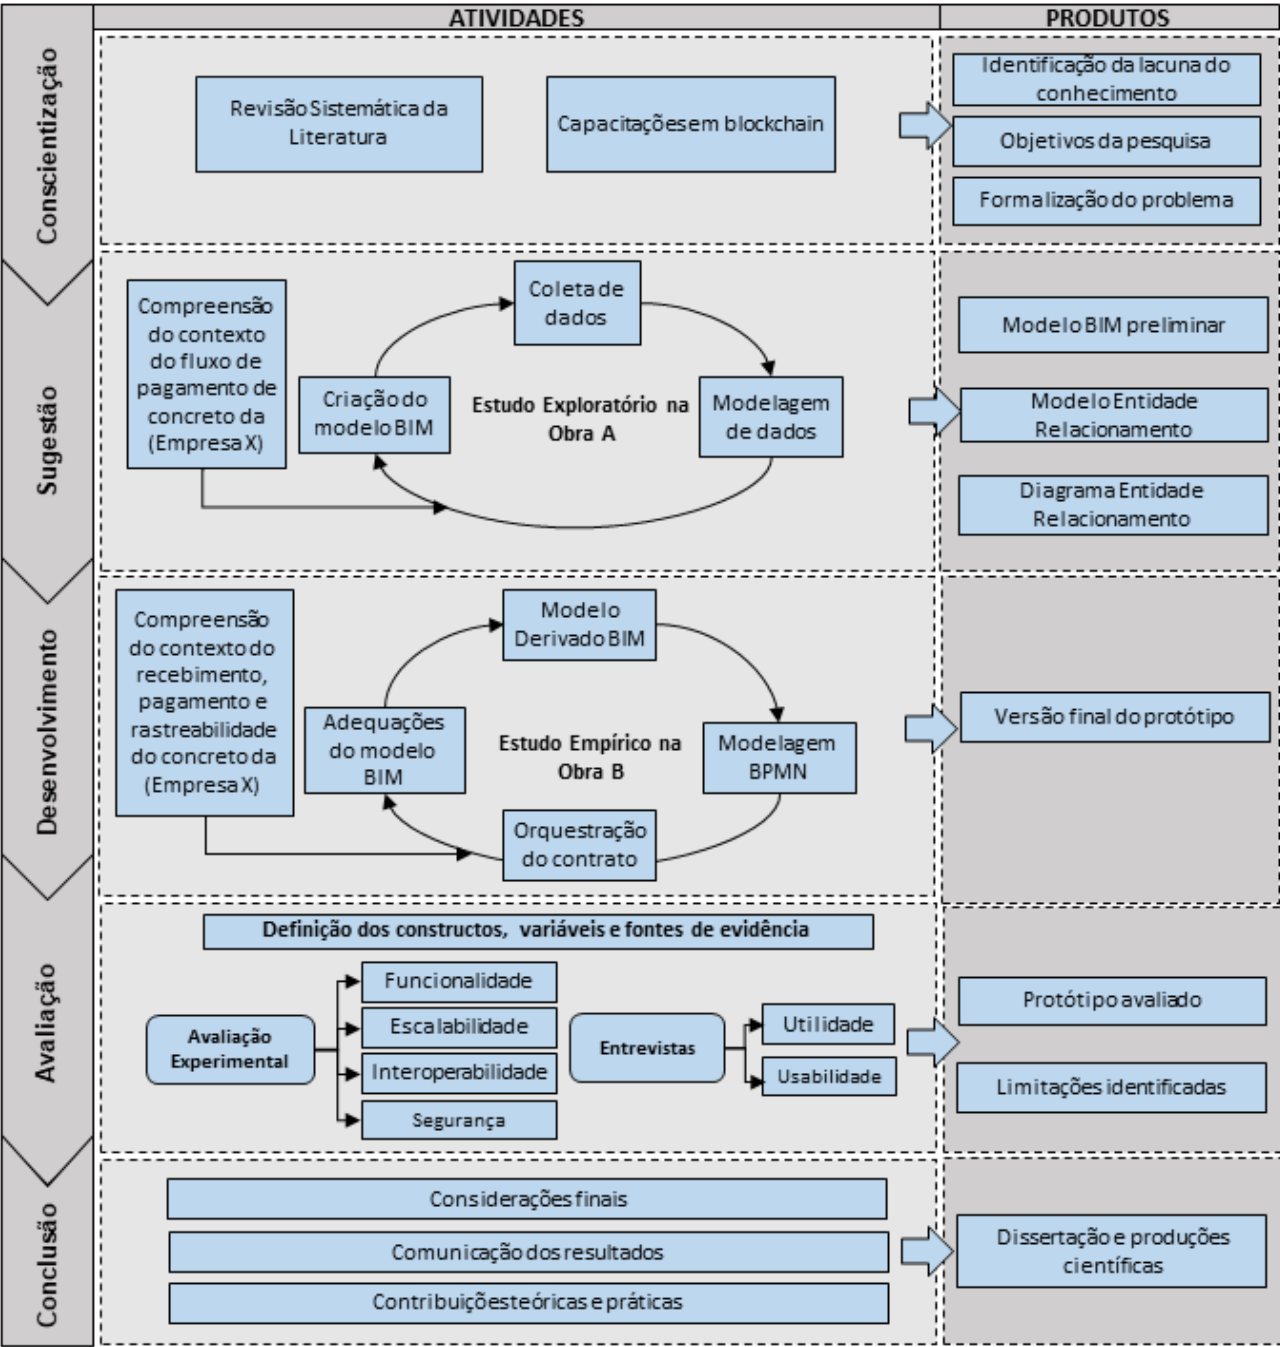 ATIVIDADES
PRODUTOS
Conscientização
Revisão Sistemática da
Literatura
Capacitações em blockchain
Identificação da lacuna do
conhecimento
Objetivos da pesquisa
Formalização do problema
Sugestão
Compreensão
do contexto
do fluxo de
pagamento de
concreto da
(Empresa X)
Coleta de
dados
Criação do
modelo BIM
Estudo Exploratório na
Obra A
Modelagem
de dados
Modelo BIM preliminar
Modelo Entidade
Relacionamento
Diagrama Entidade
Relacionamento
Desenvolvimento
Compreensão
do contexto do
recebimento,
pagamento e
rastreabilidade
do concreto da
(Empresa X)
Modelo
Derivado BIM
Adequações
do modelo
BIM
Estudo Empírico na
Obra B
Modelagem
BPMN
Orquestração
do contrato
Versão final do protótipo
Avaliação
Definição dos constructos, variáveis e fontes de evidência
Avaliação
Experimental
Funcionalidade
Escalabilidade
Interoperabilidade
Segurança
Entrevistas
Utilidade
Usabilidade
Protótipo avaliado
Limitações identificadas
Conclusão
Considerações finais
Comunicação dos resultados
Contribuições teóricas e práticas
Dissertação e produções
científicas